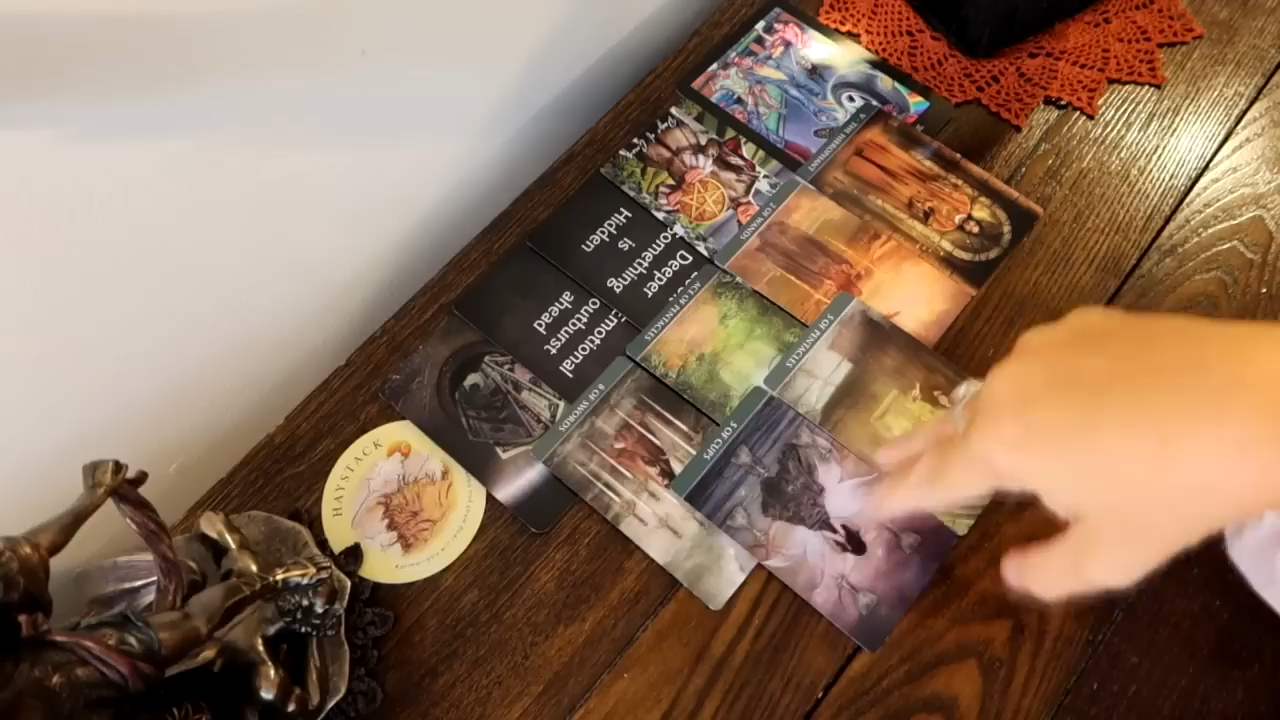 V · THE HIEROPHANT
2 OF WANDS
Something
Deeper
is
Hidden
ACE OF PENTACLES
5 OF PENTACLES
Emotional
outburst
ahead
8 OF SWORDS
5 OF CUPS
HAYSTACK